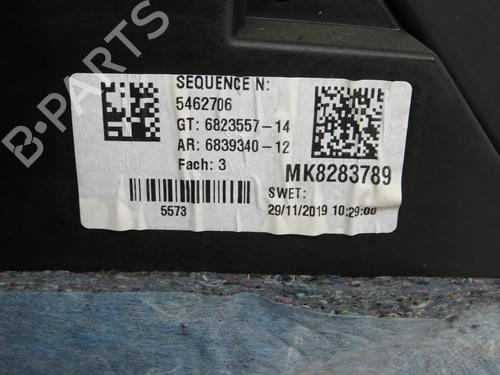 SEQUENCE N:
5462706
GT: 6823557-14
AR: 6839340-12
Fach: 3
5573
MK8283789
SWET:
29/11/2019 10:29:00
B-PARTS
B-PARTS